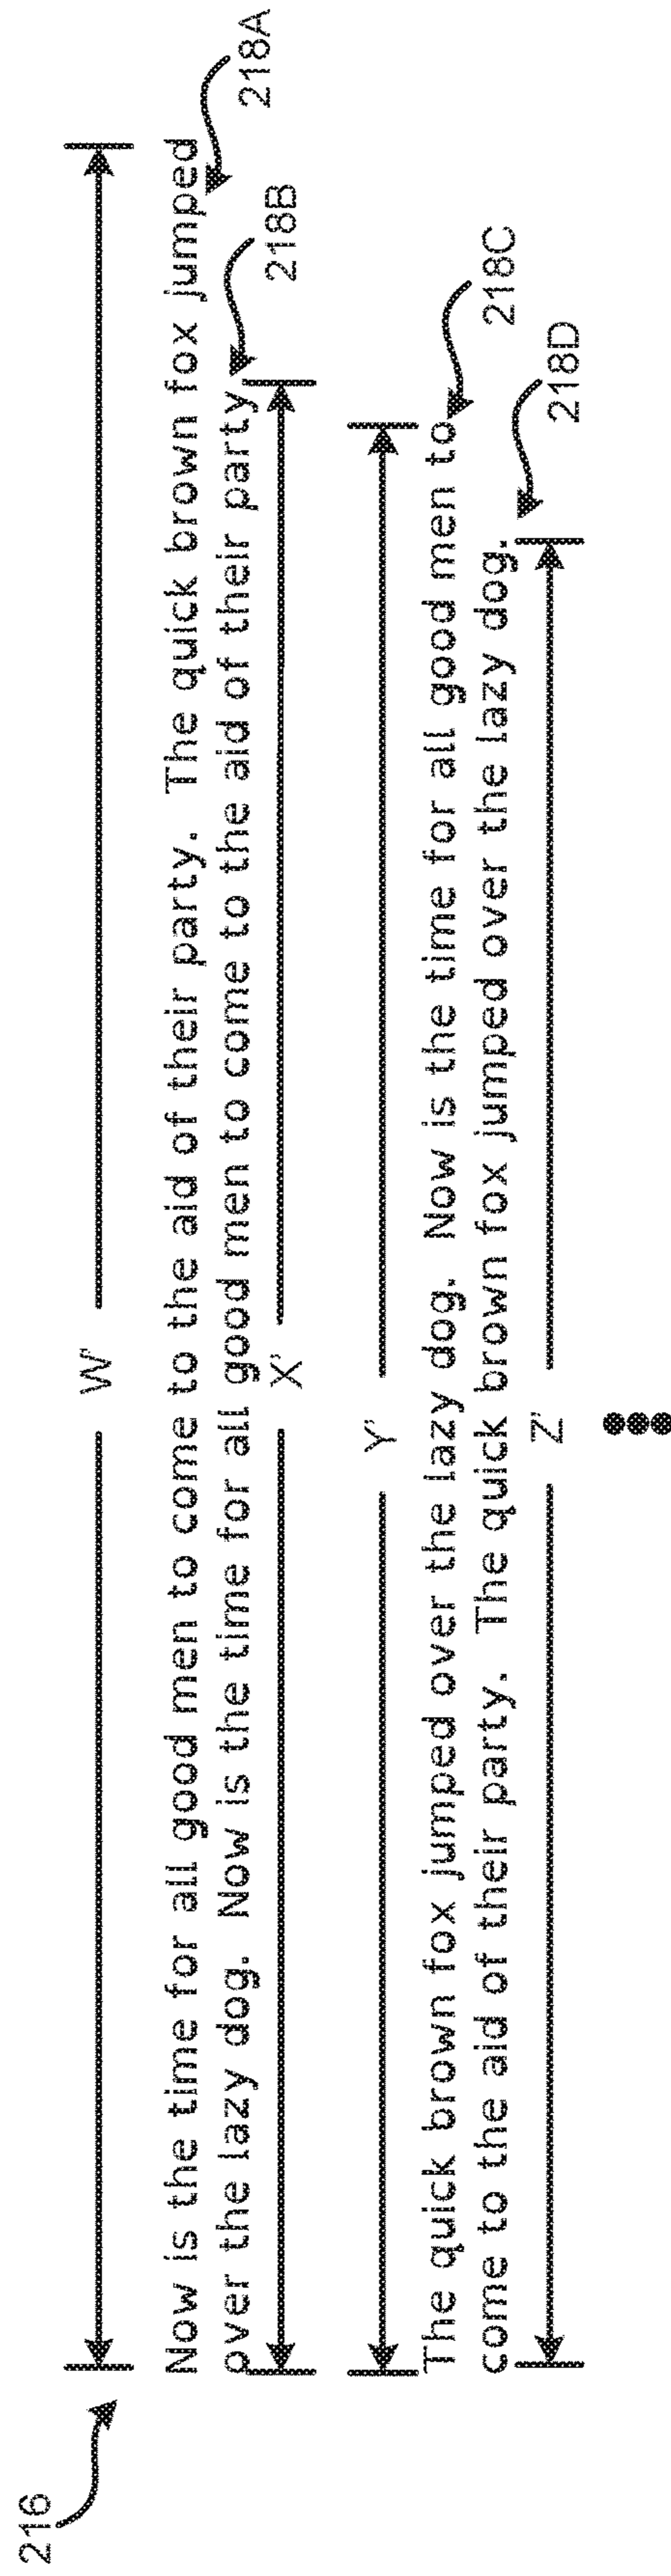 216
W'
Now is the time for all good men to come to the aid of their party.  The quick brown fox jumped
218A
over the lazy dog.  Now is the time for all good men to come to the aid of their party
218B
X'
Y'
The quick brown fox jumped over the lazy dog.  Now is the time for all good men to
218C
come to the aid of their party.  The quick brown fox jumped over the lazy dog.
218D
Z'